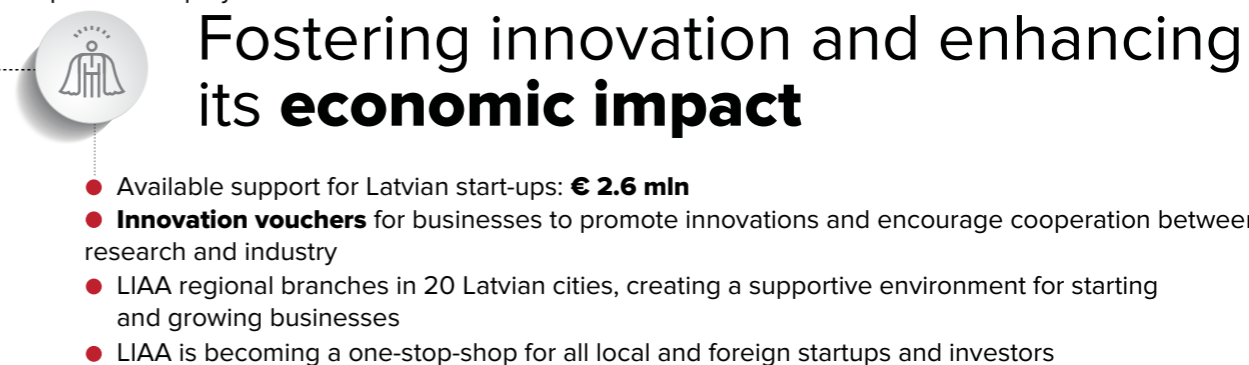 Fostering innovation and enhancing
its economic impact
● Available support for Latvian start-ups: € 2.6 mln
● Innovation vouchers for businesses to promote innovations and encourage cooperation between
research and industry
● LIAA regional branches in 20 Latvian cities, creating a supportive environment for starting
and growing businesses
● LIAA is becoming a one-stop-shop for all local and foreign startups and investors